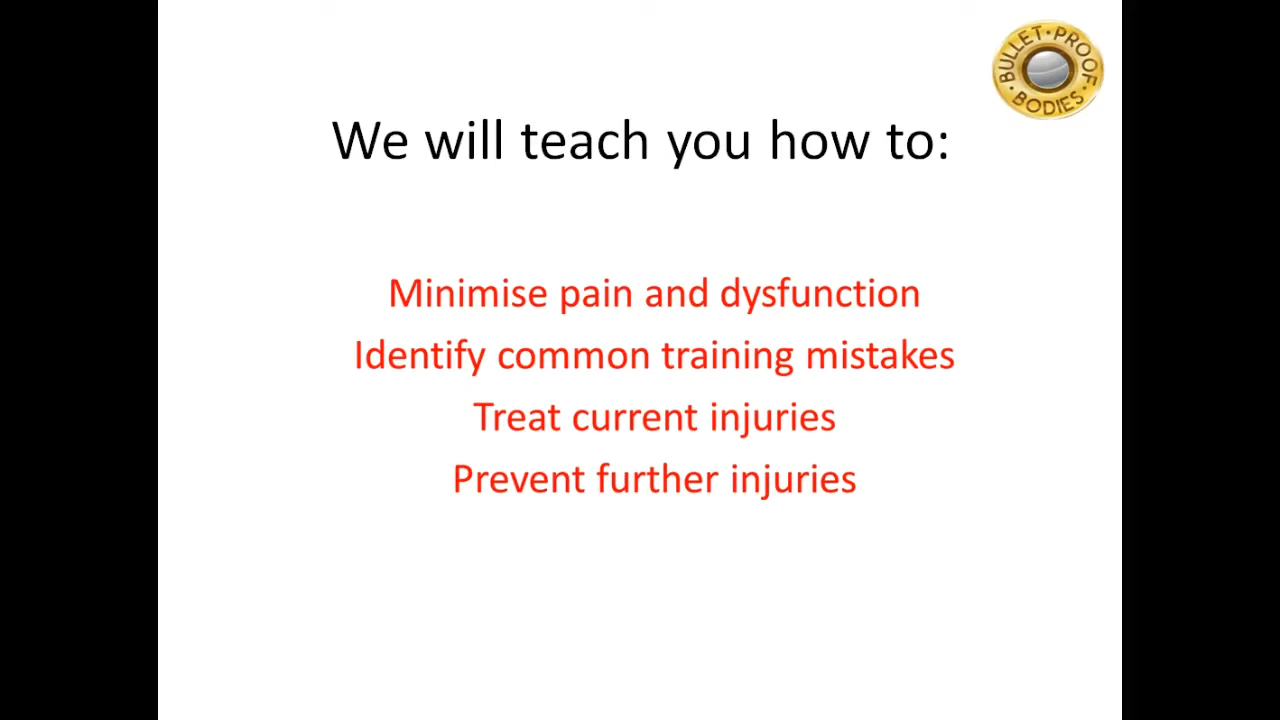 BULLET • PROOF
• BODIES •
We will teach you how to:
Minimise pain and dysfunction
Identify common training mistakes
Treat current injuries
Prevent further injuries